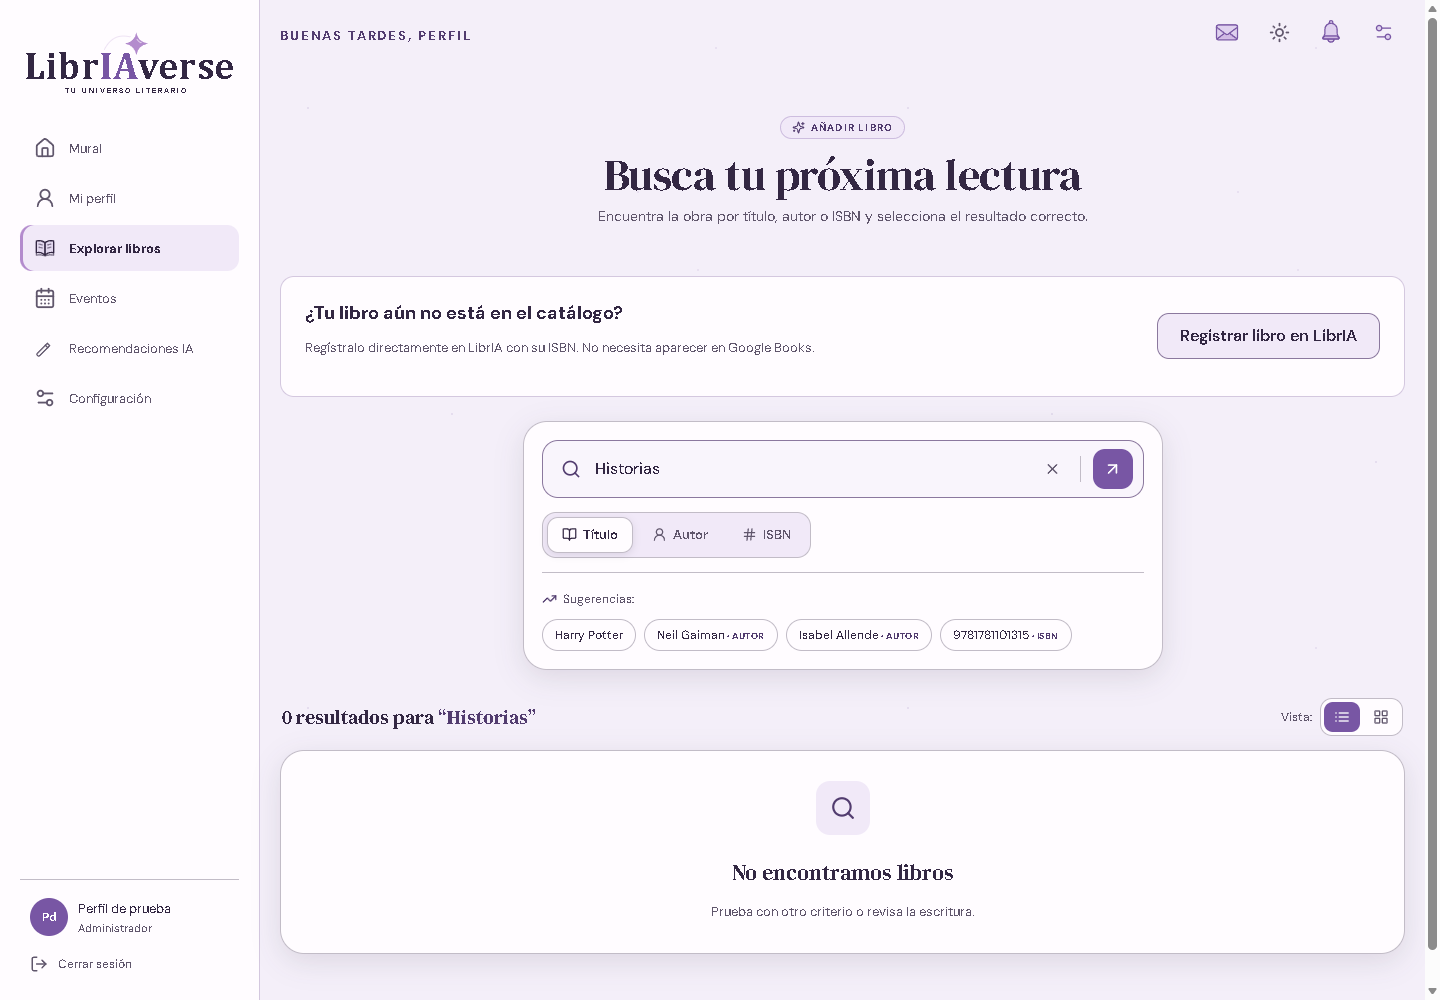 LibrIAverse
TU UNIVERSO LITERARIO
Mural
Mi perfil
Explorar libros
Eventos
Recomendaciones IA
Configuración
Perfil de prueba
Pd
Administrador
Cerrar sesión
BUENAS TARDES, PERFIL
AÑADIR LIBRO
Busca tu próxima lectura
Encuentra la obra por título, autor o ISBN y selecciona el resultado correcto.
¿Tu libro aún no está en el catálogo?
Regístralo directamente en LibrIA con su ISBN. No necesita aparecer en Google Books.
Registrar libro en LibrIA
Historias
Título Autor ISBN
Sugerencias:
Harry Potter Neil Gaiman · AUTOR Isabel Allende · AUTOR 9781781101315 · ISBN
0 resultados para “Historias”
Vista:
No encontramos libros
Prueba con otro criterio o revisa la escritura.